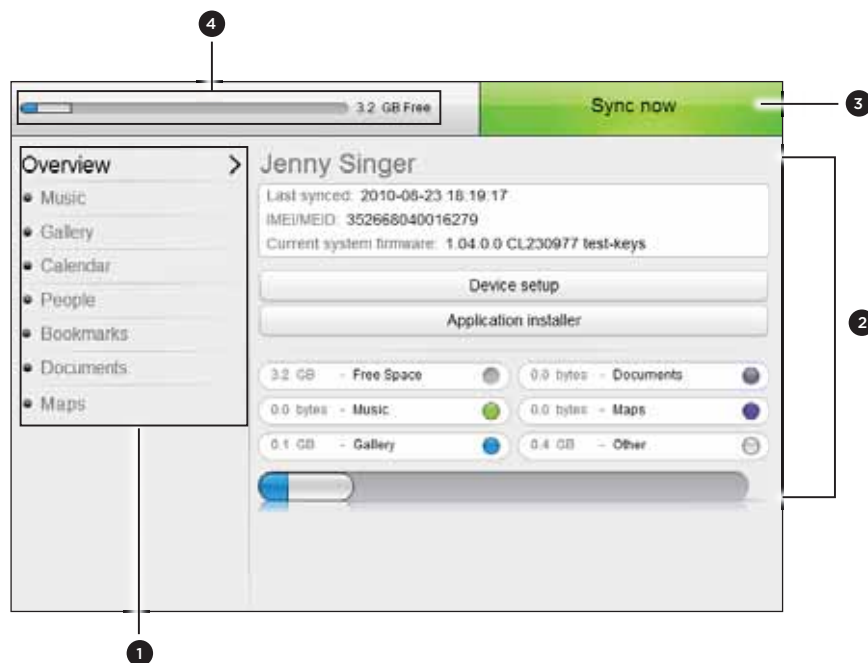 4
3.2 GB Free
Sync now
3
Overview
Music
Gallery
Calendar
People
Bookmarks
Documents
Maps
Jenny Singer
Last synced: 2010-08-23 18:19:17
IMEI/MEID: 352668040016279
Current system firmware: 1.04.0.0 CL230977 test-keys
Device setup
Application installer
2
3.2 GB - Free Space
0.0 bytes - Documents
0.0 bytes - Music
0.0 bytes - Maps
0.1 GB - Gallery
0.4 GB - Other
1